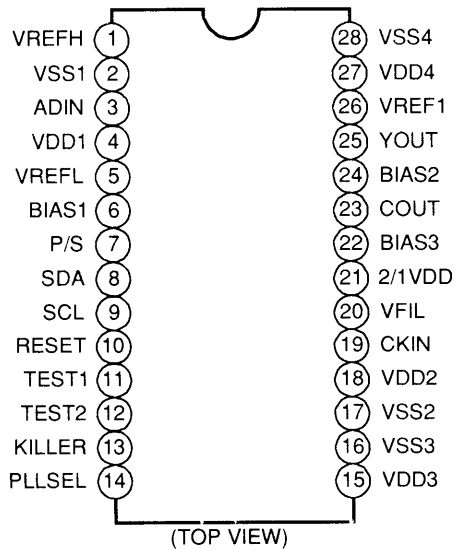 VREFH 1 28 VSS4
VSS1 2 27 VDD4
ADIN 3 26 VREF1
VDD1 4 25 YOUT
VREFL 5 24 BIAS2
BIAS1 6 23 COUT
P/S 7 22 BIAS3
SDA 8 21 2/1VDD
SCL 9 20 VFIL
RESET 10 19 CKIN
TEST1 11 18 VDD2
TEST2 12 17 VSS2
KILLER 13 16 VSS3
PLLSEL 14 15 VDD3
(TOP VIEW)